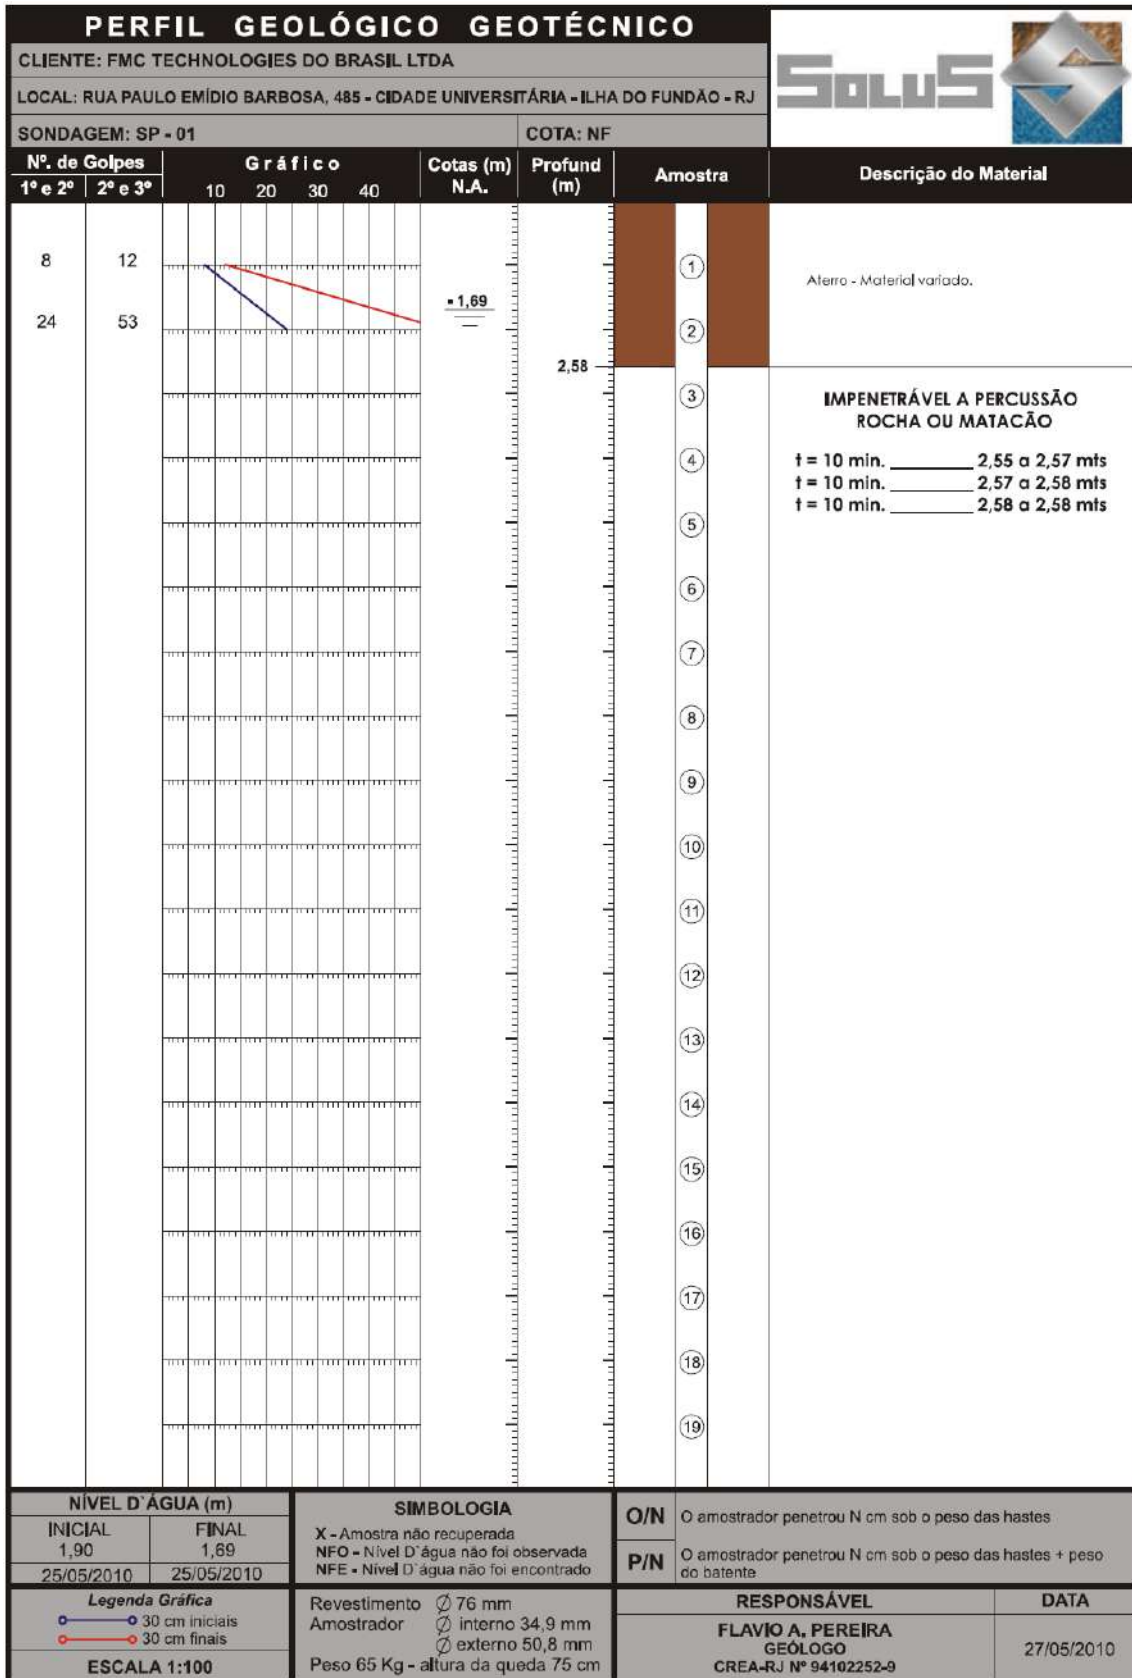 PERFIL GEOLÓGICO GEOTÉCNICO
CLIENTE: FMC TECHNOLOGIES DO BRASIL LTDA
LOCAL: RUA PAULO EMÍDIO BARBOSA, 485 - CIDADE UNIVERSITÁRIA - ILHA DO FUNDÃO - RJ
SOLUS
SONDAGEM: SP - 01 COTA: NF
Nº. de Golpes
1º e 2º 2º e 3º
Gráfico
10 20 30 40
Cotas (m)
N.A.
Profund
(m)
Amostra
Descrição do Material
8 12
24 53
- 1,69
2,58
1
2
3
4
5
6
7
8
9
10
11
12
13
14
15
16
17
18
19
Aterro - Material variado.
IMPENETRÁVEL A PERCUSSÃO
ROCHA OU MATACÃO
t = 10 min. ________ 2,55 a 2,57 mts
t = 10 min. ________ 2,57 a 2,58 mts
t = 10 min. ________ 2,58 a 2,58 mts
NÍVEL D`ÁGUA (m)
INICIAL FINAL
1,90 1,69
25/05/2010 25/05/2010
SIMBOLOGIA
X - Amostra não recuperada
NFO - Nível D`água não foi observada
NFE - Nível D`água não foi encontrado
O/N O amostrador penetrou N cm sob o peso das hastes
P/N O amostrador penetrou N cm sob o peso das hastes + peso
do batente
Legenda Gráfica
30 cm iniciais
30 cm finais
ESCALA 1:100
Revestimento Ø 76 mm
Amostrador Ø interno 34,9 mm
Ø externo 50,8 mm
Peso 65 Kg - altura da queda 75 cm
RESPONSÁVEL
FLAVIO A. PEREIRA
GEÓLOGO
CREA-RJ Nº 94102252-9
DATA
27/05/2010